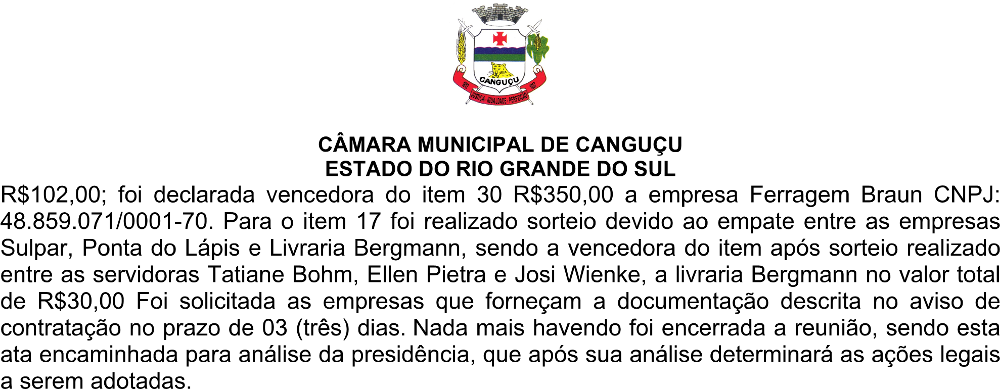 CANGUÇU
1812
1857
JUSTIÇA - IGUALDADE - PERFEIÇAO
CÂMARA MUNICIPAL DE CANGUÇU
ESTADO DO RIO GRANDE DO SUL
R$102,00; foi declarada vencedora do item 30 R$350,00 a empresa Ferragem Braun CNPJ:
48.859.071/0001-70. Para o item 17 foi realizado sorteio devido ao empate entre as empresas
Sulpar, Ponta do Lápis e Livraria Bergmann, sendo a vencedora do item após sorteio realizado
entre as servidoras Tatiane Bohm, Ellen Pietra e Josi Wienke, a livraria Bergmann no valor total
de R$30,00 Foi solicitada as empresas que forneçam a documentação descrita no aviso de
contratação no prazo de 03 (três) dias. Nada mais havendo foi encerrada a reunião, sendo esta
ata encaminhada para análise da presidência, que após sua análise determinará as ações legais
a serem adotadas.